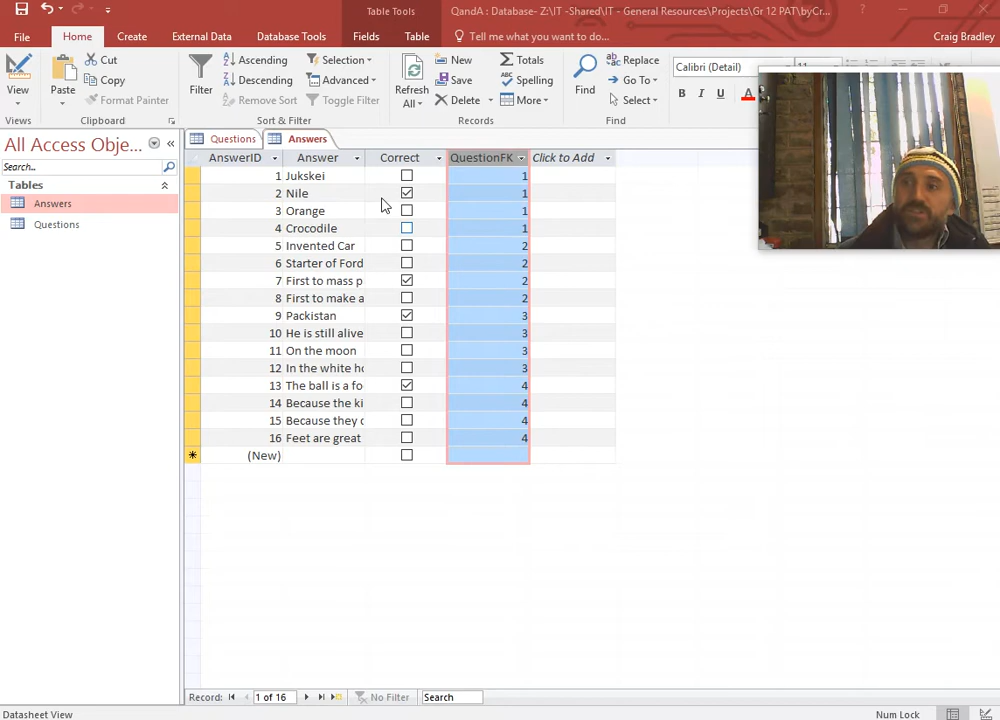 Table Tools
QandA : Database- Z:\IT -Shared\IT - General Resources\Projects\Gr 12 PAT\byCr...
File
Home
Create
External Data
Database Tools
Fields
Table
Tell me what you want to do...
Craig Bradley
View
Views
Paste
Cut
Copy
Format Painter
Clipboard
Filter
Ascending
Descending
Remove Sort
Selection
Advanced
Toggle Filter
Sort & Filter
Refresh
All
New
Save
Delete
Totals
Spelling
More
Records
Find
Replace
Go To
Select
Find
Calibri (Detail)
11
B I U A
All Access Obje...
Search...
Tables
Answers
Questions
Questions
Answers
AnswerID Answer Correct QuestionFK Click to Add
1 Jukskei 1
2 Nile 1
3 Orange 1
4 Crocodile 1
5 Invented Car 2
6 Starter of Ford 2
7 First to mass p 2
8 First to make a 2
9 Packistan 3
10 He is still alive 3
11 On the moon 3
12 In the white ho 3
13 The ball is a fo 4
14 Because the ki 4
15 Because they c 4
16 Feet are great 4
(New)
Record: 1 of 16 No Filter Search
Datasheet View
Num Lock